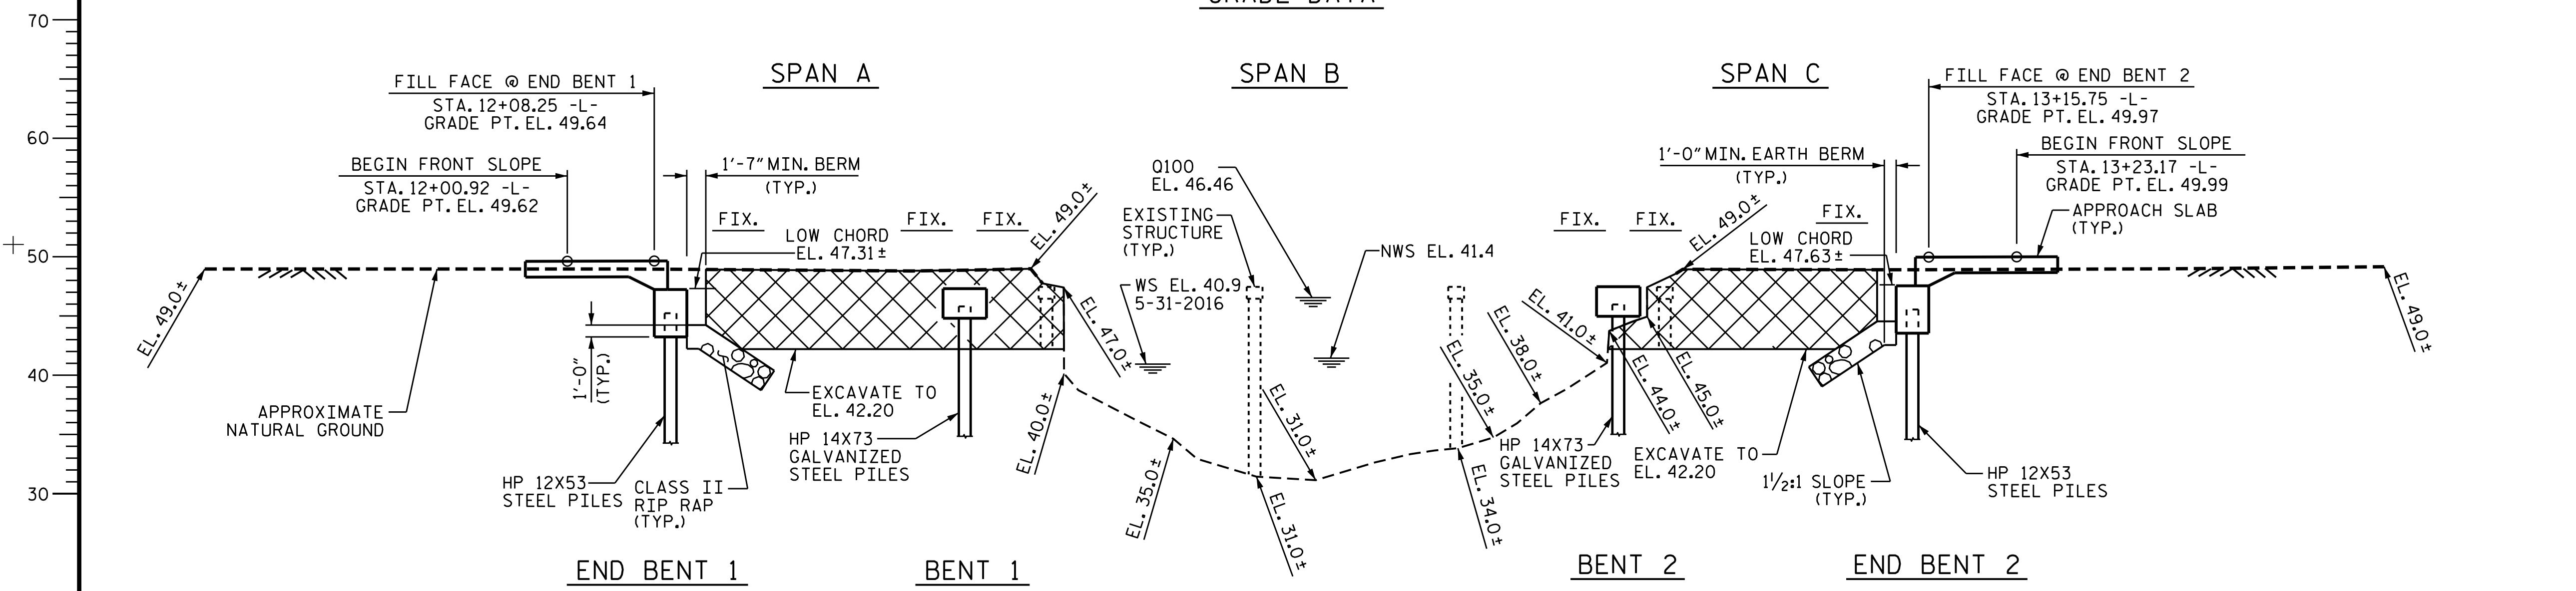 GRADE DATA
70
60
50
40
30
SPAN A
SPAN B
SPAN C
FILL FACE @ END BENT 1
STA. 12+08.25 -L-
GRADE PT. EL. 49.64
BEGIN FRONT SLOPE
STA. 12+00.92 -L-
GRADE PT. EL. 49.62
1'-7" MIN. BERM
(TYP.)
FIX.
FIX.
FIX.
LOW CHORD
EL. 47.31±
EL. 49.0±
EL. 49.0±
Q100
EL. 46.46
EXISTING
STRUCTURE
(TYP.)
WS EL. 40.9
5-31-2016
NWS EL. 41.4
1'-0" MIN. EARTH BERM
(TYP.)
FIX.
FIX.
FIX.
EL. 49.0±
LOW CHORD
EL. 47.63±
FILL FACE @ END BENT 2
STA. 13+15.75 -L-
GRADE PT. EL. 49.97
BEGIN FRONT SLOPE
STA. 13+23.17 -L-
GRADE PT. EL. 49.99
APPROACH SLAB
(TYP.)
EL. 49.0±
1'-0"
(TYP.)
APPROXIMATE
NATURAL GROUND
HP 12X53
STEEL PILES
CLASS II
RIP RAP
(TYP.)
EXCAVATE TO
EL. 42.20
HP 14X73
GALVANIZED
STEEL PILES
EL. 47.0±
EL. 40.0±
EL. 35.0±
EL. 31.0±
EL. 31.0±
EL. 34.0±
EL. 35.0±
EL. 38.0±
EL. 41.0±
EL. 44.0±
EL. 45.0±
HP 14X73
GALVANIZED
STEEL PILES
EXCAVATE TO
EL. 42.20
1½:1 SLOPE
(TYP.)
HP 12X53
STEEL PILES
END BENT 1
BENT 1
BENT 2
END BENT 2